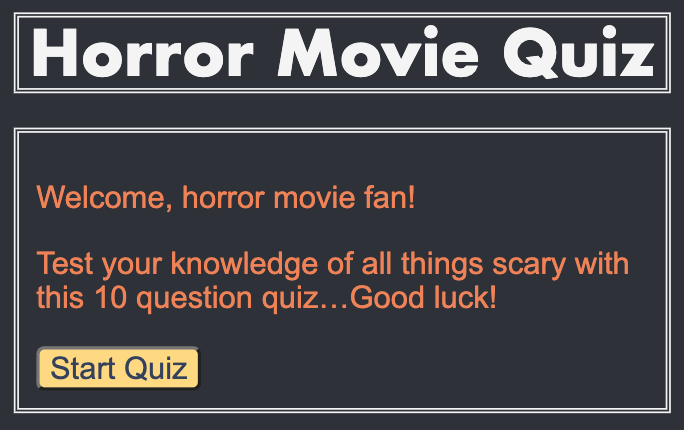 Horror Movie Quiz
Welcome, horror movie fan!
Test your knowledge of all things scary with
this 10 question quiz…Good luck!
Start Quiz